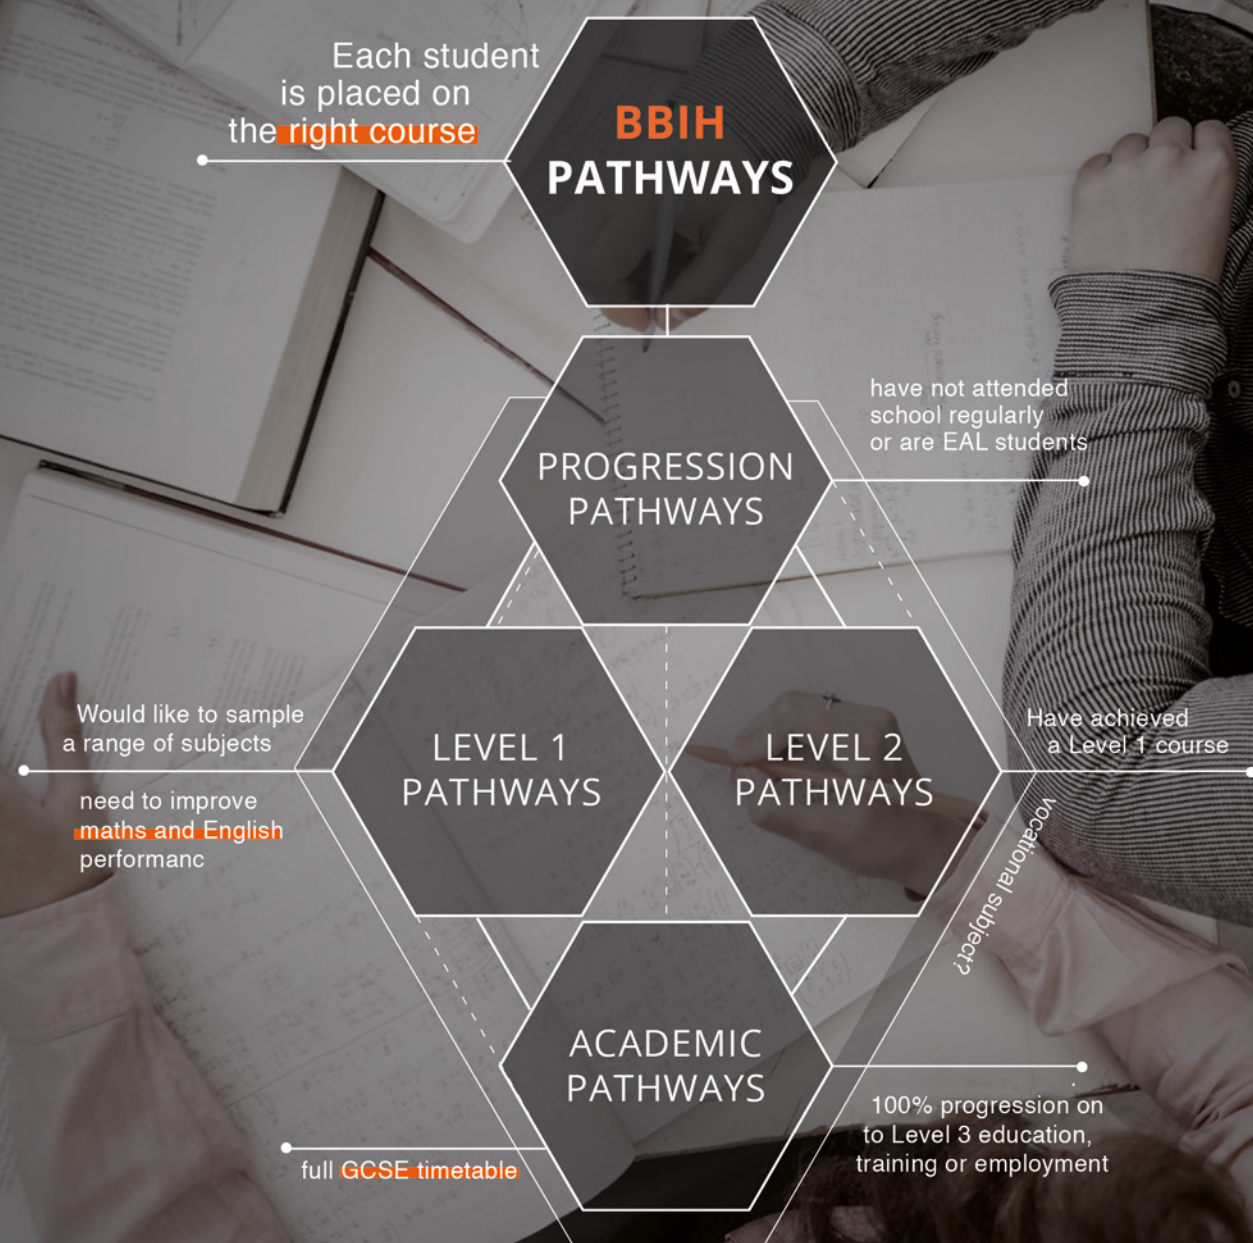 Each student
is placed on
the right course
BBIH
PATHWAYS
PROGRESSION
PATHWAYS
have not attended
school regularly
or are EAL students
Would like to sample
a range of subjects
need to improve
maths and English
performanc
LEVEL 1
PATHWAYS
LEVEL 2
PATHWAYS
Have achieved
a Level 1 course
vocational subject?
ACADEMIC
PATHWAYS
full GCSE timetable
100% progression on
to Level 3 education,
training or employment